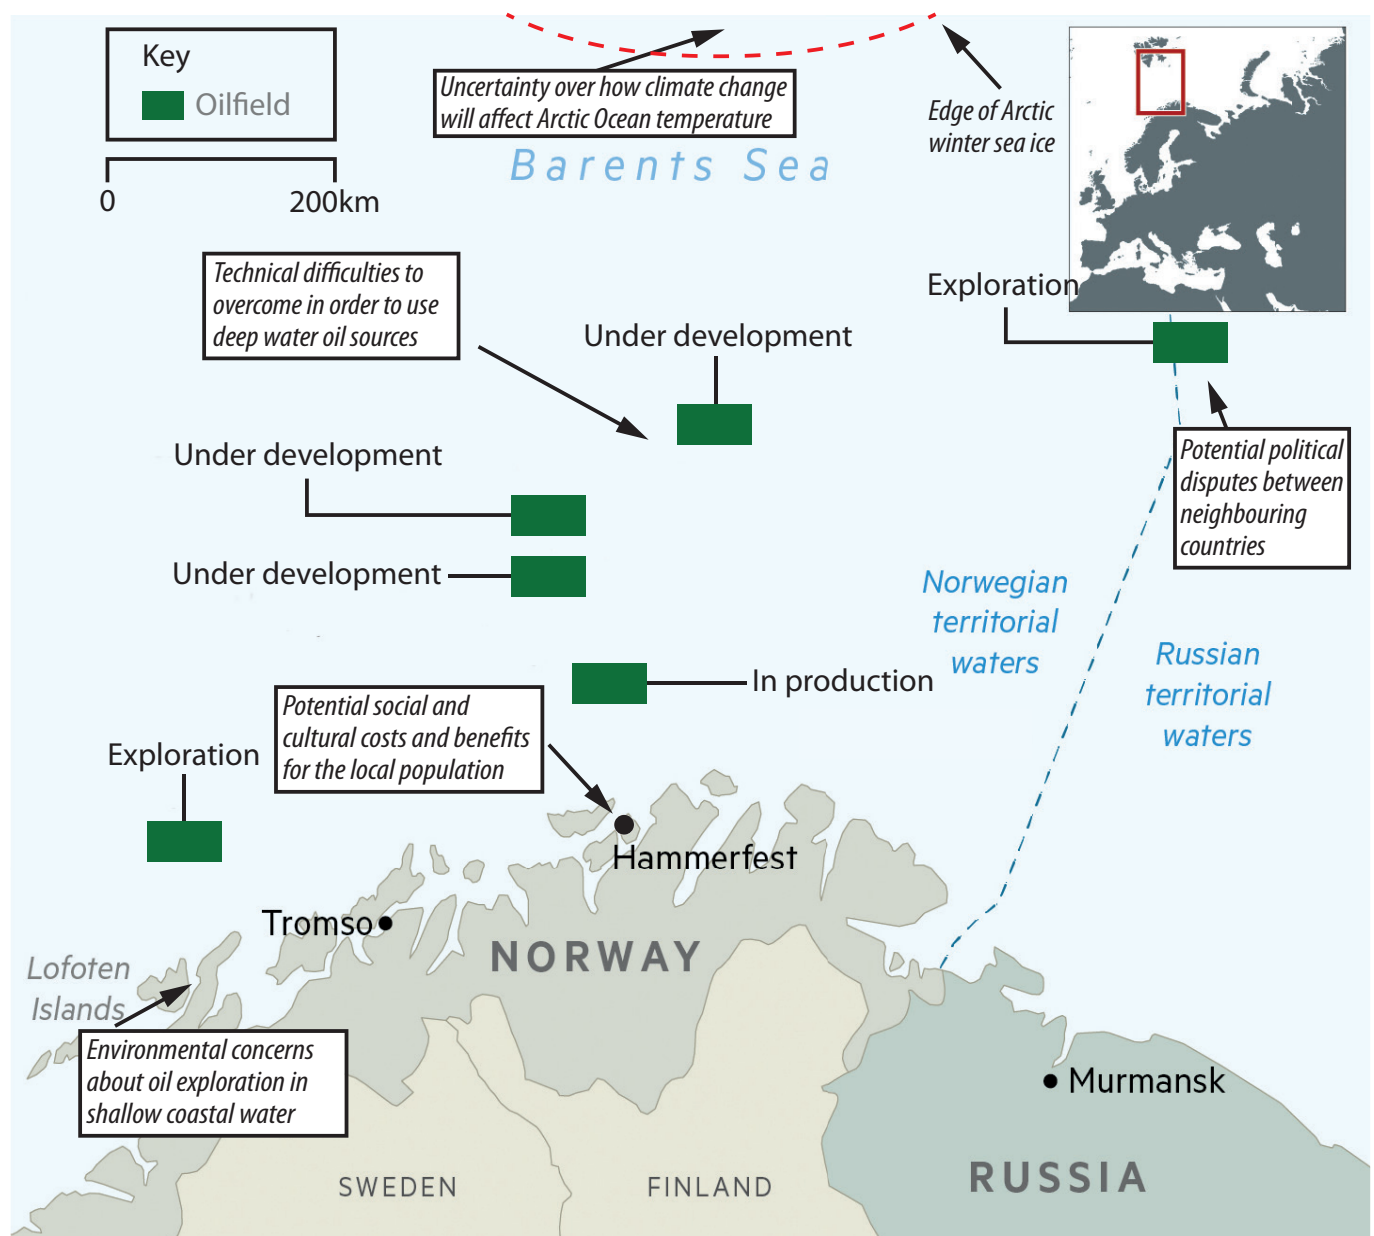 Key
Oilfield
0
200km
Uncertainty over how climate change
will affect Arctic Ocean temperature
Edge of Arctic
winter sea ice
Barents Sea
Technical difficulties to
overcome in order to use
deep water oil sources
Exploration
Under development
Under development
Potential political
disputes between
neighbouring
countries
Under development
Norwegian
territorial
waters
Russian
territorial
waters
In production
Potential social and
cultural costs and benefits
for the local population
Exploration
Hammerfest
Tromso
NORWAY
Lofoten
Islands
Environmental concerns
about oil exploration in
shallow coastal water
Murmansk
SWEDEN
FINLAND
RUSSIA